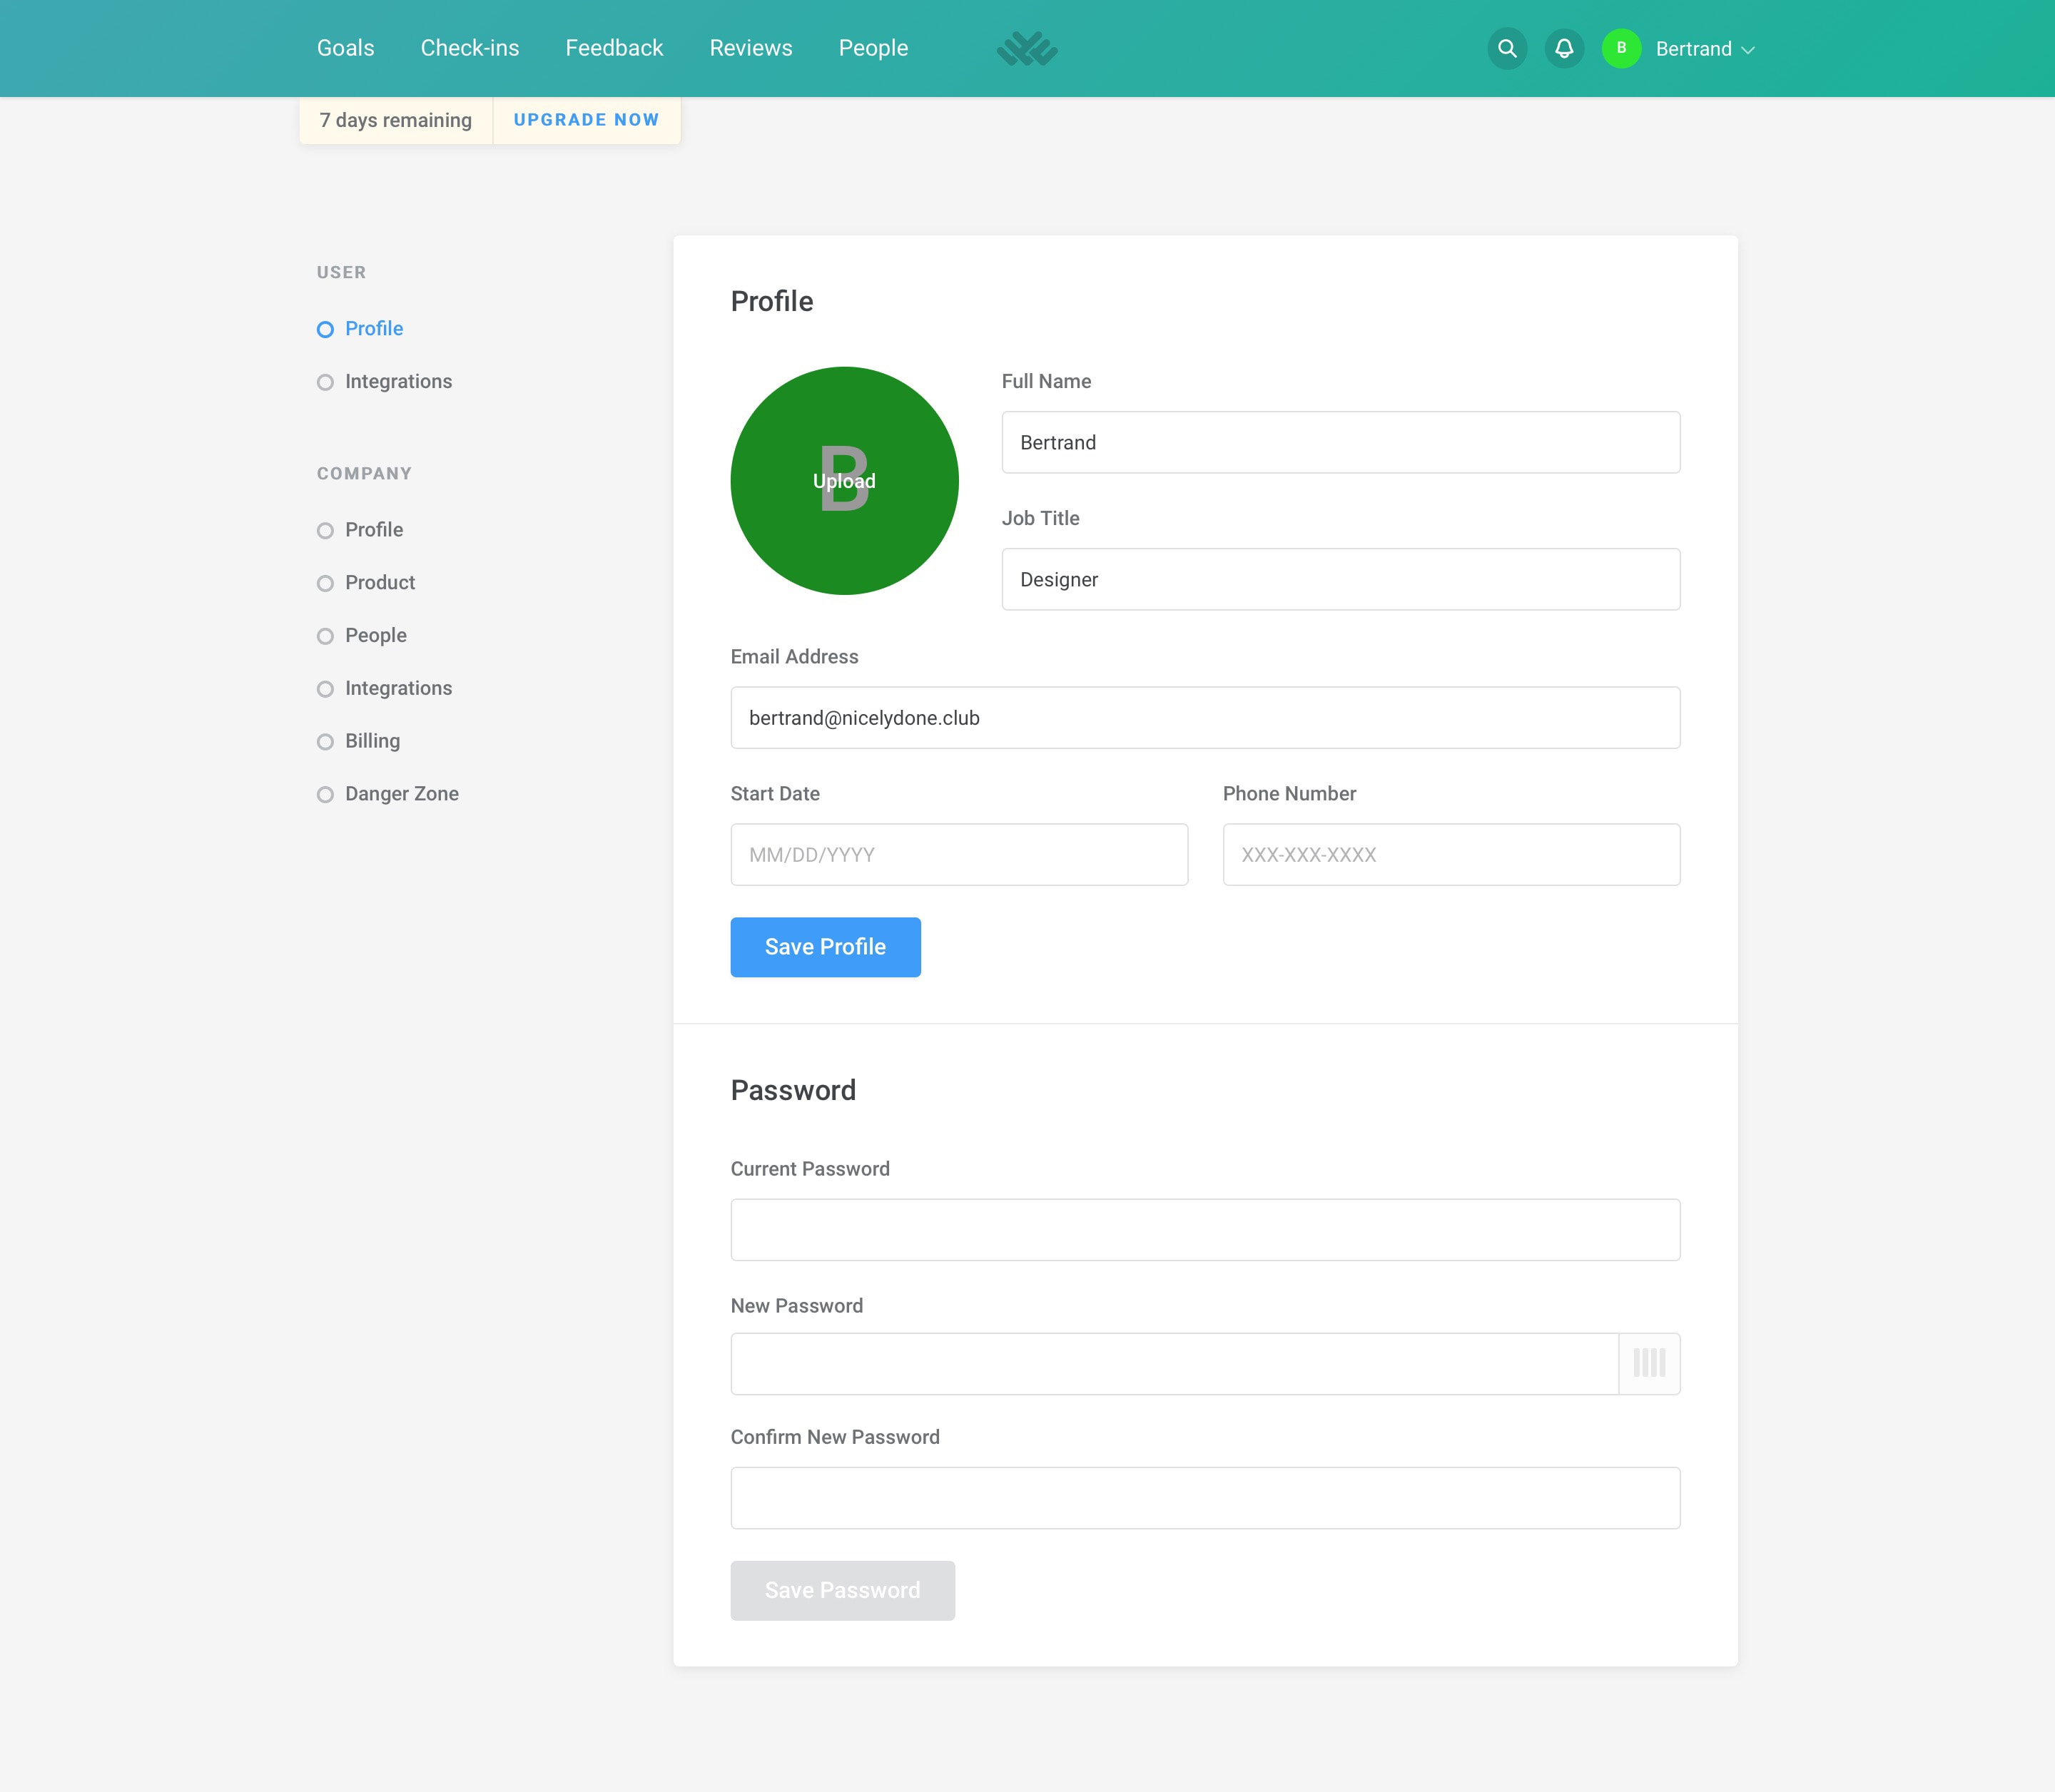 Goals Check-ins Feedback Reviews People B Bertrand
7 days remaining UPGRADE NOW
USER
Profile
Integrations
COMPANY
Profile
Product
People
Integrations
Billing
Danger Zone
Profile
B
Upload
Full Name
Bertrand
Job Title
Designer
Email Address
bertrand@nicelydone.club
Start Date Phone Number
MM/DD/YYYY XXX-XXX-XXXX
Save Profile
Password
Current Password
New Password
Confirm New Password
Save Password